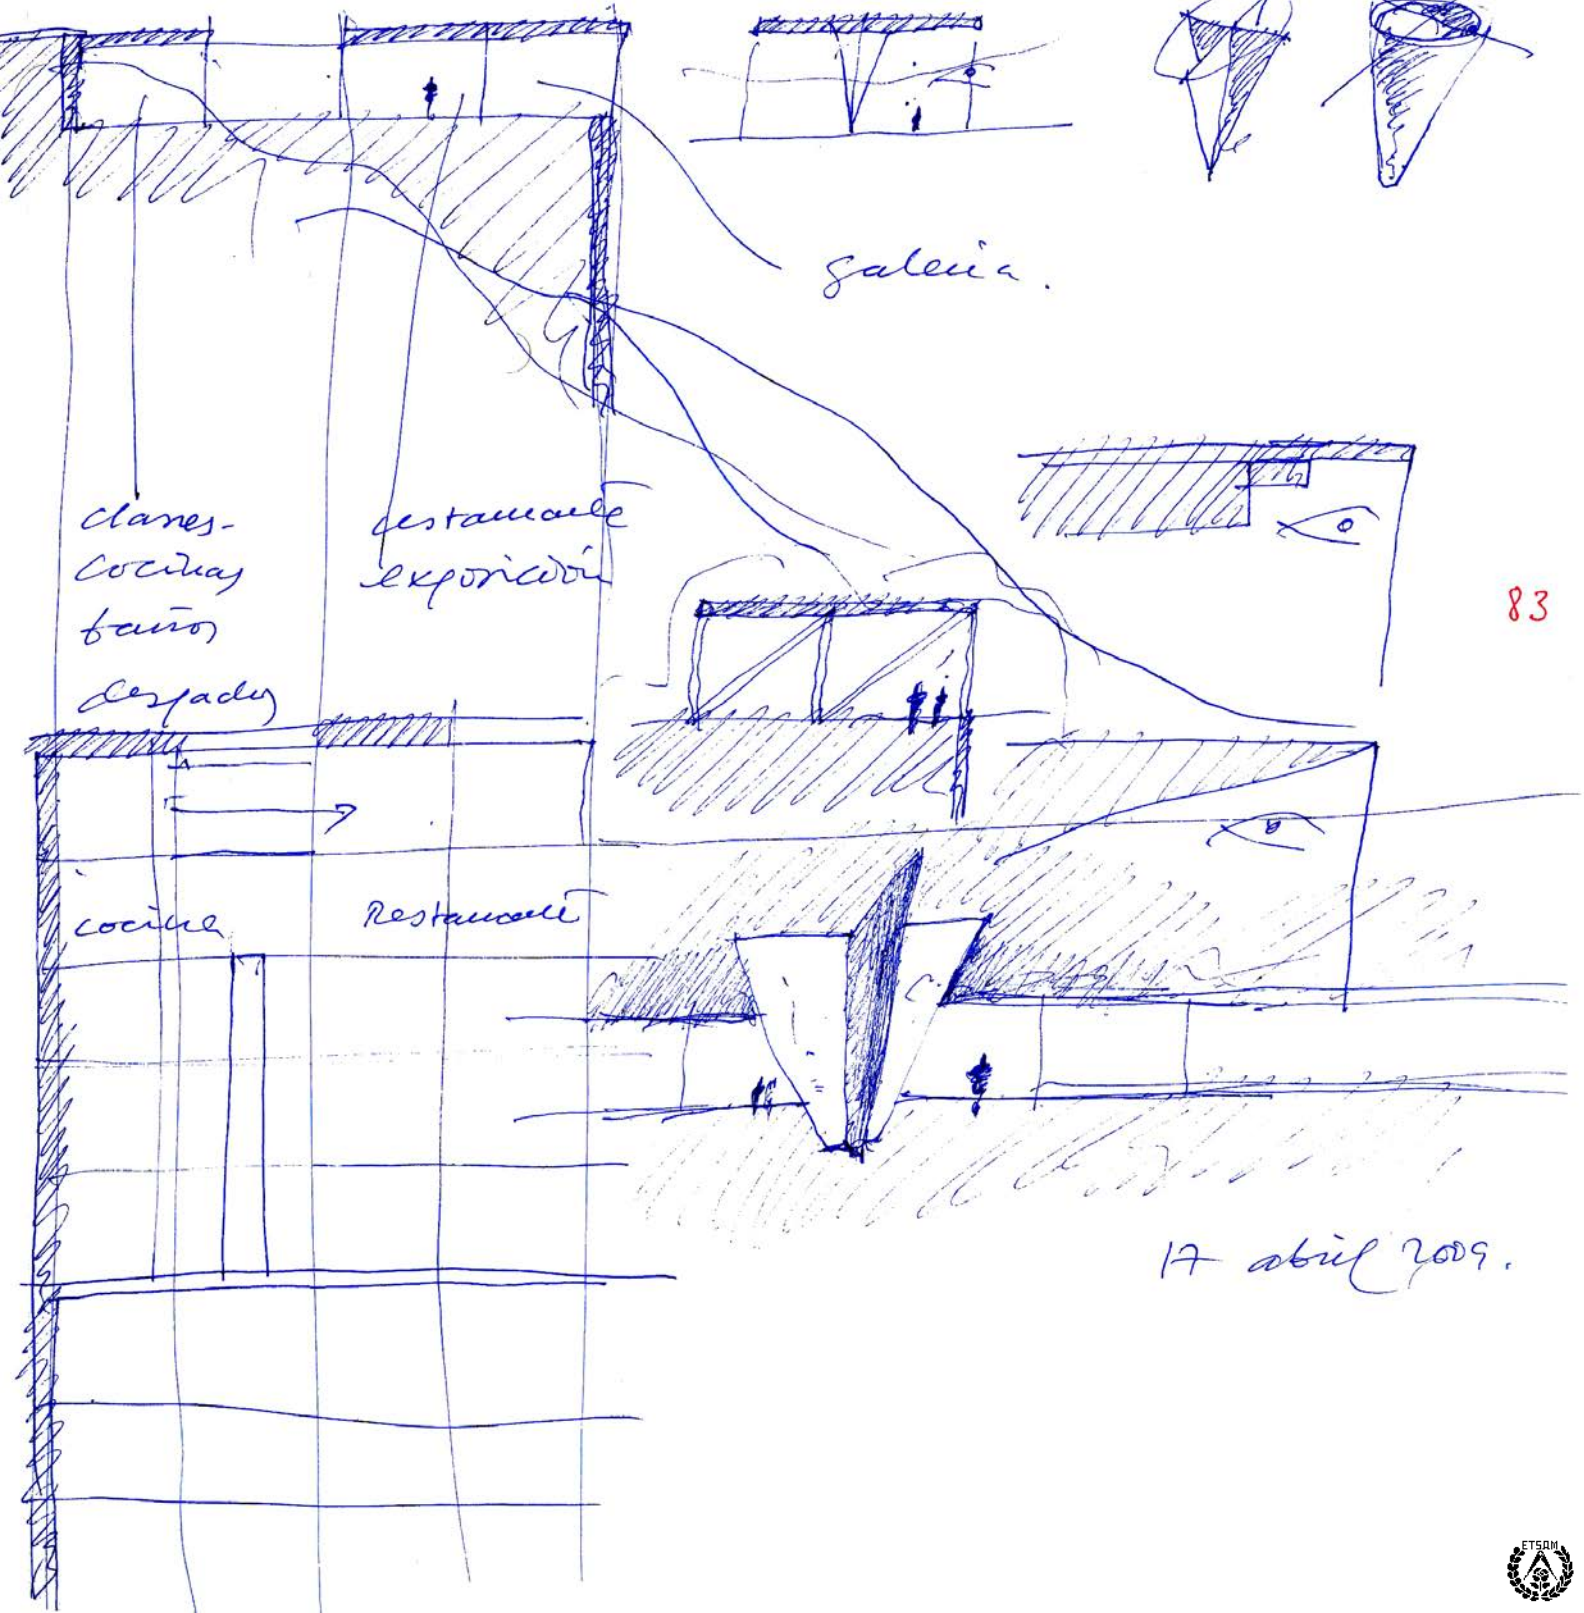 galeria.
clases-
cocinas
baños
despachos
restaurante
exposición
83
cocina
Restaurante
17 abril 2009.
ETSAM